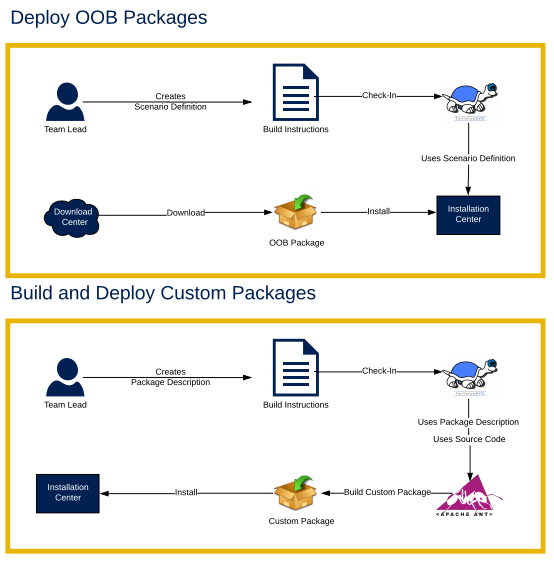 Deploy OOB Packages
Creates
Scenario Definition
Check-In
Team Lead
Build Instructions
TortoiseSVN
Uses Scenario Definition
Download
Center
Download
Install
Installation
Center
OOB Package
Build and Deploy Custom Packages
Creates
Package Description
Check-In
Team Lead
Build Instructions
TortoiseSVN
Uses Package Description
Uses Source Code
Installation
Center
Install
Build Custom Package
Custom Package
<APACHE ANT>